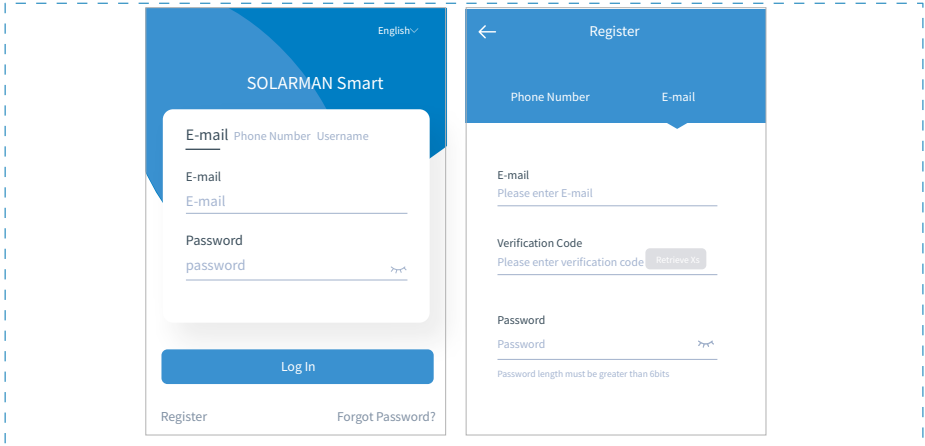 English
SOLARMAN Smart
E-mail Phone Number Username
E-mail
E-mail
Password
password
Log In
Register Forgot Password?
Register
Phone Number E-mail
E-mail
Please enter E-mail
Verification Code
Please enter verification code Retrieve Xs
Password
Password
Password length must be greater than 6bits